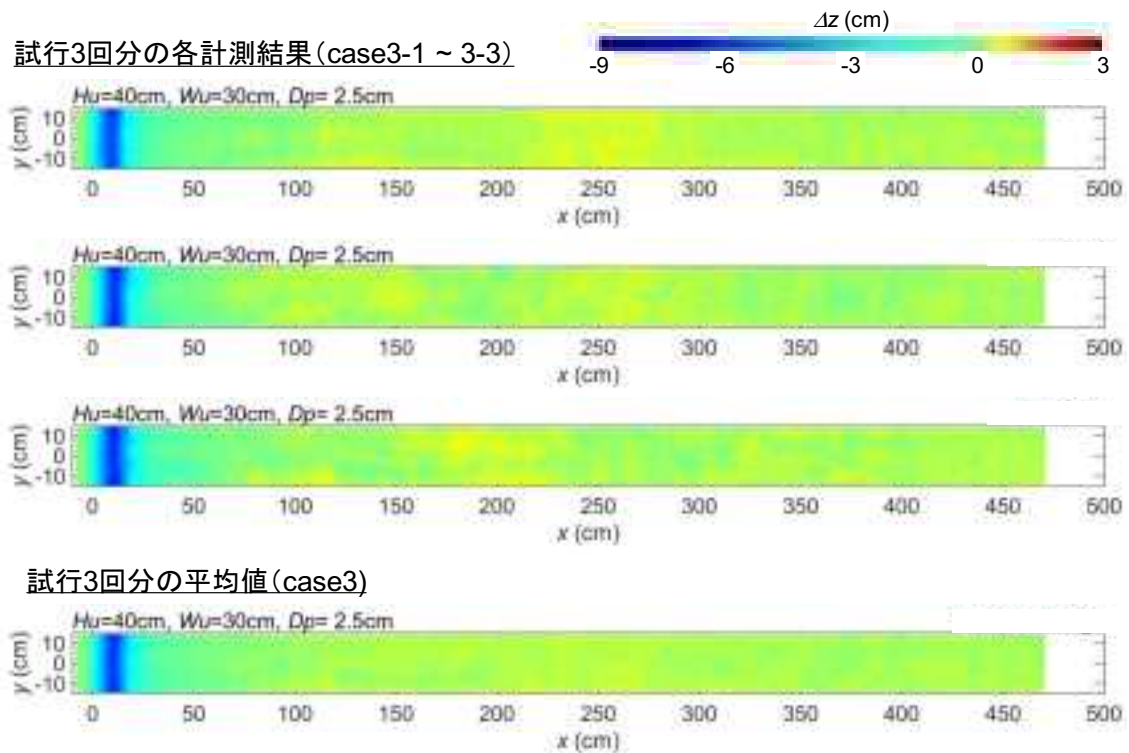 Δz (cm)
試行3回分の各計測結果(case3-1 ~ 3-3)
-9 -6 -3 0 3
Hu=40cm, Wu=30cm, Dp= 2.5cm
y (cm)
10
0
-10
0 50 100 150 200 250 300 350 400 450 500
x (cm)
Hu=40cm, Wu=30cm, Dp= 2.5cm
y (cm)
10
0
-10
0 50 100 150 200 250 300 350 400 450 500
x (cm)
Hu=40cm, Wu=30cm, Dp= 2.5cm
y (cm)
10
0
-10
0 50 100 150 200 250 300 350 400 450 500
x (cm)
試行3回分の平均値(case3)
Hu=40cm, Wu=30cm, Dp= 2.5cm
y (cm)
10
0
-10
0 50 100 150 200 250 300 350 400 450 500
x (cm)